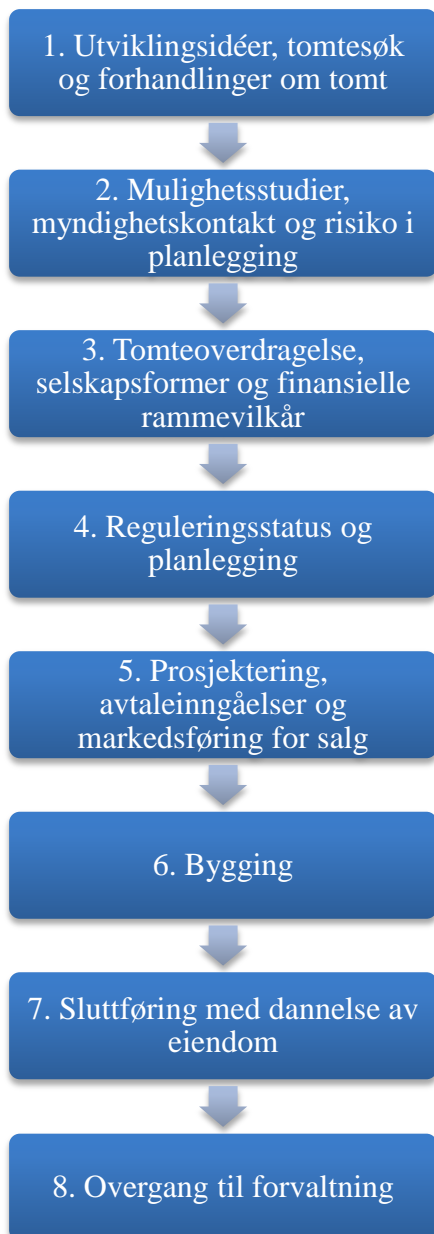 1. Utviklingsidéer, tomtesøk
og forhandlinger om tomt
2. Mulighetsstudier,
myndighetskontakt og risiko i
planlegging
3. Tomteoverdragelse,
selskapsformer og finansielle
rammevilkår
4. Reguleringsstatus og
planlegging
5. Prosjektering,
avtaleinngåelser og
markedsføring for salg
6. Bygging
7. Sluttføring med dannelse av
eiendom
8. Overgang til forvaltning